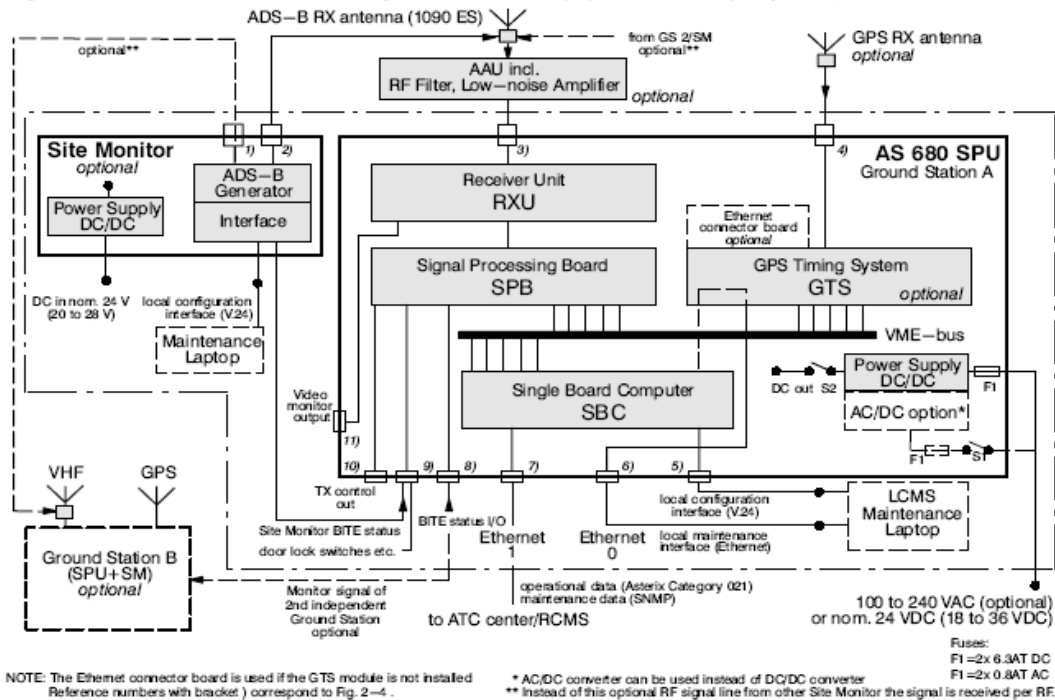 ADS-B RX antenna (1090 ES)
optional**
from GS 2/SM
optional**
GPS RX antenna
optional
AAU incl.
RF Filter, Low-noise Amplifier
optional
1)
2)
3)
4)
Site Monitor
optional
ADS-B
Generator
Interface
Power Supply
DC/DC
AS 680 SPU
Ground Station A
Receiver Unit
RXU
Ethernet
connector board
optional
Signal Processing Board
SPB
GPS Timing System
GTS
optional
DC in nom. 24 V
(20 to 28 V)
local configuration
interface (V.24)
Maintenance
Laptop
VME-bus
Single Board Computer
SBC
DC out
S2
Power Supply
DC/DC
F1
AC/DC option*
F1
S1
Video
monitor
output
11)
10)
9)
8)
7)
6)
5)
TX control
out
VHF
GPS
Site Monitor BITE status
BITE status I/O
door lock switches etc.
Ethernet
1
Ethernet
0
local configuration
interface (V.24)
local maintenance
interface (Ethernet)
LCMS
Maintenance
Laptop
Ground Station B
(SPU+SM)
optional
Monitor signal of
2nd independent
Ground Station
optional
operational data (Asterix Category 021)
maintenance data (SNMP)
to ATC center/RCMS
100 to 240 VAC (optional)
or nom. 24 VDC (18 to 36 VDC)
Fuses:
F1=2x 6.3AT DC
F1=2x 0.8AT AC
NOTE: The Ethernet connector board is used if the GTS module is not installed
Reference numbers with bracket ) correspond to Fig. 2-4 .
* AC/DC converter can be used instead of DC/DC converter
** Instead of this optional RF signal line from other Site Monitor the signal is received per RF.